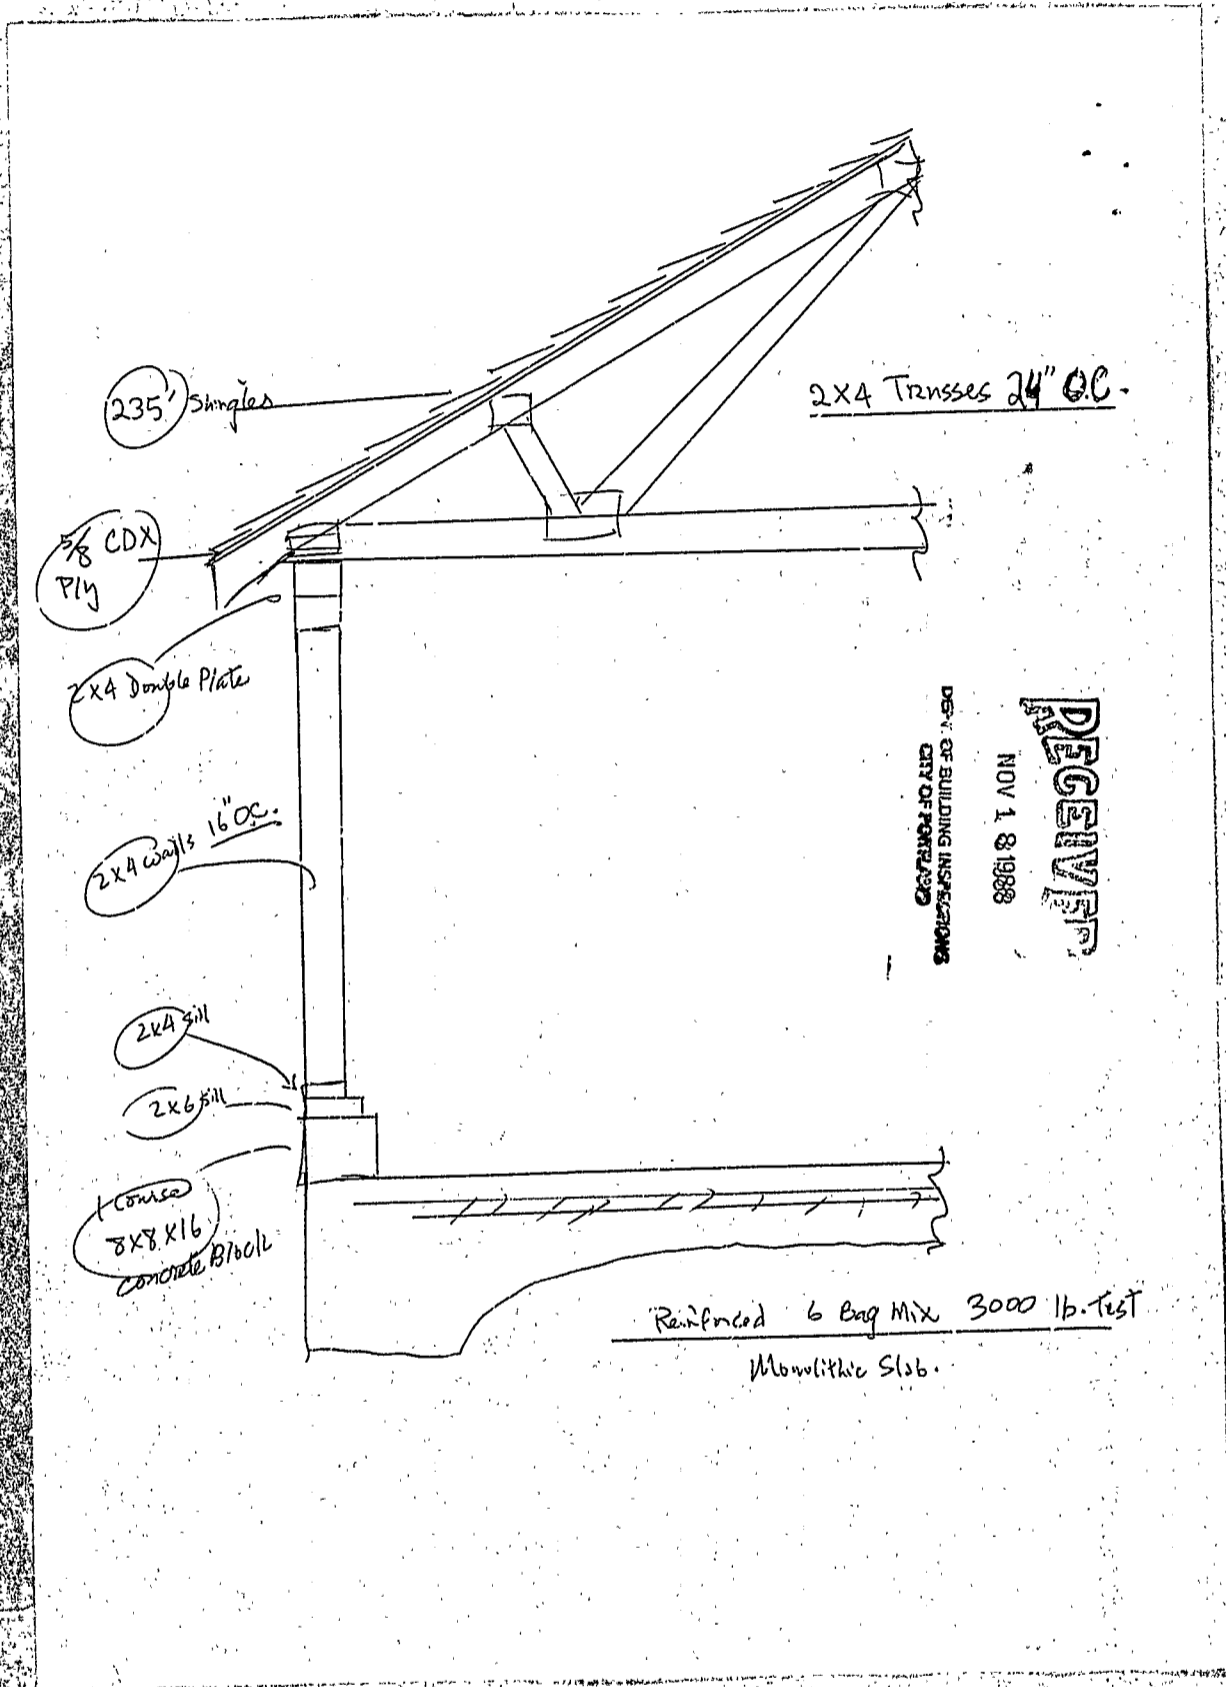 235' Shingles
2x4 Trusses 24" O.C.
5/8 CDX
Ply
2x4 Double Plate
2x4 walls 16" O.C.
2x4 sill
2x6 sill
1 Course
8x8x16
concrete Block
Reinforced 6 Bag Mix 3000 lb. Test
Monolithic Slab.
RECEIVED
NOV 18 1988
DEPT. OF BUILDING INSPECTIONS
CITY OF PORTLAND